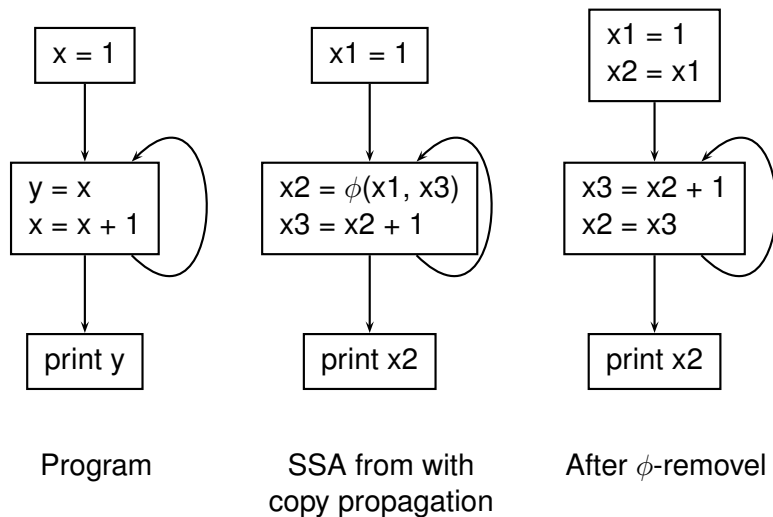 x = 1
y = x
x = x + 1
print y
Program
x1 = 1
x2 = ϕ(x1, x3)
x3 = x2 + 1
print x2
SSA from with
copy propagation
x1 = 1
x2 = x1
x3 = x2 + 1
x2 = x3
print x2
After ϕ-removel